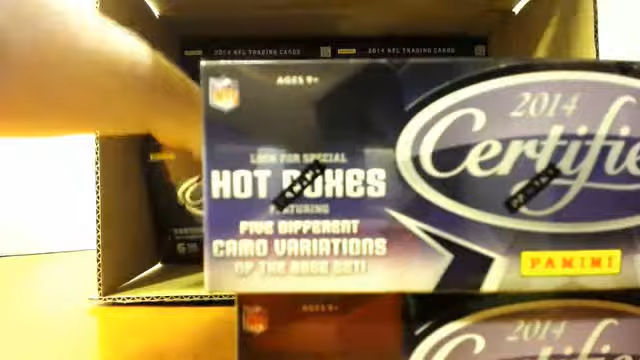 2014 NFL TRADING CARDS
2014 NFL TRADING CARDS
NFL
AGES 9+
2014
Certifie
LOOK FOR SPECIAL
HOT BOXES
FEATURING
FIVE DIFFERENT
CAMO VARIATIONS
OF THE BASE SET!
PANINI
AGES 9+
2014